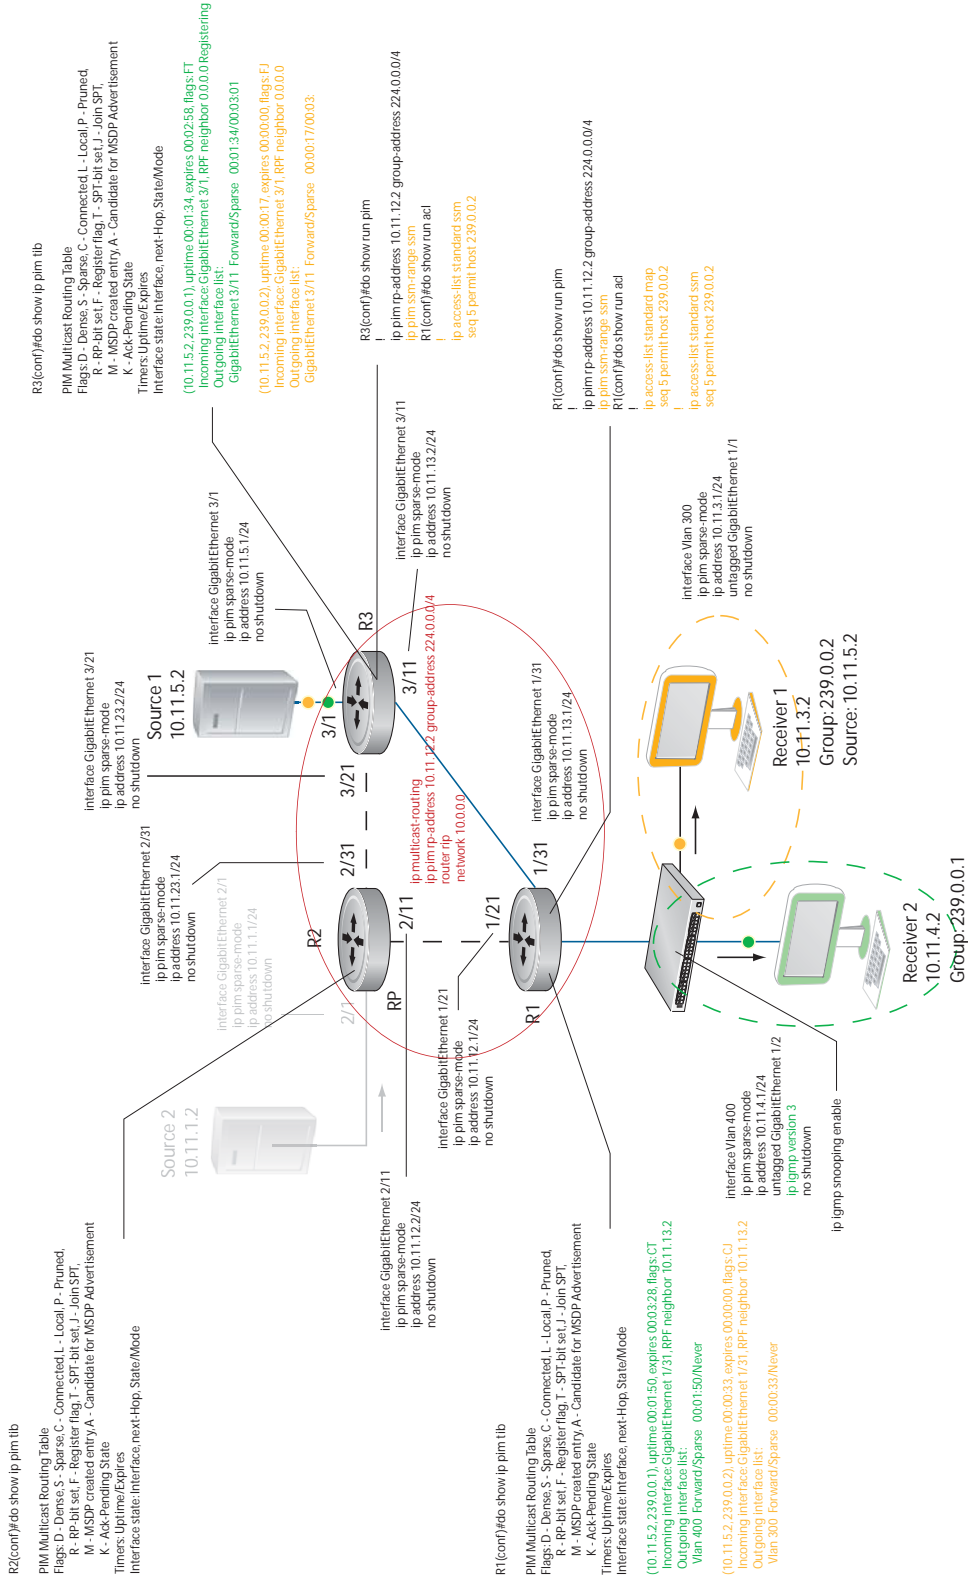 R2(conf)#do show ip pim tib
PIM Multicast Routing Table
Flags: D - Dense, S - Sparse, C - Connected, L - Local, P - Pruned,
R - RP-bit set, F - Register flag, T - SPT-bit set, J - Join SPT,
M - MSDP created entry, A - Candidate for MSDP Advertisement
K - Ack-Pending State
Timers: Uptime/Expires
Interface state: Interface, next-Hop, State/Mode
R3(conf)#do show ip pim tib
PIM Multicast Routing Table
Flags: D - Dense, S - Sparse, C - Connected, L - Local, P - Pruned,
R - RP-bit set, F - Register flag, T - SPT-bit set, J - Join SPT,
M - MSDP created entry, A - Candidate for MSDP Advertisement
K - Ack-Pending State
Timers: Uptime/Expires
Interface state: Interface, next-Hop, State/Mode
(10.11.5.2, 239.0.0.1), uptime 00:01:34, expires 00:02:58, flags: FT
Incoming interface: GigabitEthernet 3/1, RPF neighbor 0.0.0.0 Registering
Outgoing interface list:
GigabitEthernet 3/11 Forward/Sparse 00:01:34/00:03:01
(10.11.5.2, 239.0.0.2), uptime 00:00:17, expires 00:00:00, flags: FJ
Incoming interface: GigabitEthernet 3/1, RPF neighbor 0.0.0.0
Outgoing interface list:
GigabitEthernet 3/11 Forward/Sparse 00:00:17/00:03:
interface GigabitEthernet 3/21
ip pim sparse-mode
ip address 10.11.23.2/24
no shutdown
interface GigabitEthernet 2/31
ip pim sparse-mode
ip address 10.11.23.1/24
no shutdown
Source 1
10.11.5.2
interface GigabitEthernet 3/1
ip pim sparse-mode
ip address 10.11.5.1/24
no shutdown
Source 2
10.11.1.2
interface GigabitEthernet 2/1
ip pim sparse-mode
ip address 10.11.1.1/24
no shutdown
2/1
R2
2/31
3/21
3/1
R3
RP
2/11
3/11
R3(conf)#do show run pim
!
ip pim rp-address 10.11.12.2 group-address 224.0.0.0/4
ip pim ssm-range ssm
R1(conf)#do show run acl
!
ip access-list standard ssm
seq 5 permit host 239.0.0.2
interface GigabitEthernet 3/11
ip pim sparse-mode
ip address 10.11.13.2/24
no shutdown
ip multicast-routing
ip pim rp-address 10.11.12.2 group-address 224.0.0.0/4
router rip
network 10.0.0.0
interface GigabitEthernet 2/11
ip pim sparse-mode
ip address 10.11.12.2/24
no shutdown
interface GigabitEthernet 1/21
ip pim sparse-mode
ip address 10.11.12.1/24
no shutdown
1/21
R1
1/31
interface GigabitEthernet 1/31
ip pim sparse-mode
ip address 10.11.13.1/24
no shutdown
R1(conf)#do show run pim
!
ip pim rp-address 10.11.12.2 group-address 224.0.0.0/4
ip pim ssm-range ssm
R1(conf)#do show run acl
!
ip access-list standard map
seq 5 permit host 239.0.0.2
!
ip access-list standard ssm
seq 5 permit host 239.0.0.2
R1(conf)#do show ip pim tib
PIM Multicast Routing Table
Flags: D - Dense, S - Sparse, C - Connected, L - Local, P - Pruned,
R - RP-bit set, F - Register flag, T - SPT-bit set, J - Join SPT,
M - MSDP created entry, A - Candidate for MSDP Advertisement
K - Ack-Pending State
Timers: Uptime/Expires
Interface state: Interface, next-Hop, State/Mode
(10.11.5.2, 239.0.0.1), uptime 00:01:50, expires 00:03:28, flags: CT
Incoming interface: GigabitEthernet 1/31, RPF neighbor 10.11.13.2
Outgoing interface list:
Vlan 400 Forward/Sparse 00:01:50/Never
(10.11.5.2, 239.0.0.2), uptime 00:00:33, expires 00:00:00, flags: CJ
Incoming interface: GigabitEthernet 1/31, RPF neighbor 10.11.13.2
Outgoing interface list:
Vlan 300 Forward/Sparse 00:00:33/Never
interface Vlan 300
ip pim sparse-mode
ip address 10.11.3.1/24
untagged GigabitEthernet 1/1
no shutdown
Receiver 1
10.11.3.2
Group: 239.0.0.2
Source: 10.11.5.2
interface Vlan 400
ip pim sparse-mode
ip address 10.11.4.1/24
untagged GigabitEthernet 1/2
ip igmp version 3
no shutdown
ip igmp snooping enable
Receiver 2
10.11.4.2
Group: 239.0.0.1